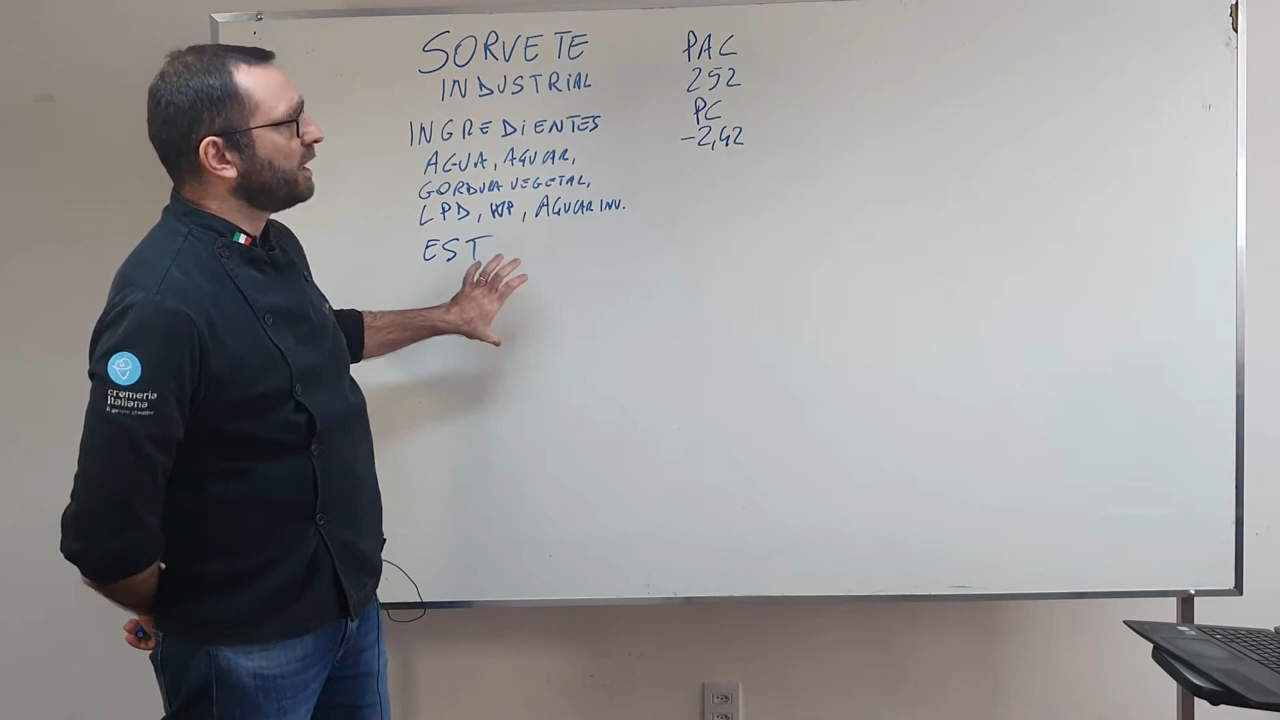 SORVETE
INDUSTRIAL
INGREDIENTES
AGUA, AÇUCAR,
GORDURA VEGETAL,
LPD, WP, AÇUCAR INV.
EST
PAC
252
PC
-2,42
cremeria
italiana